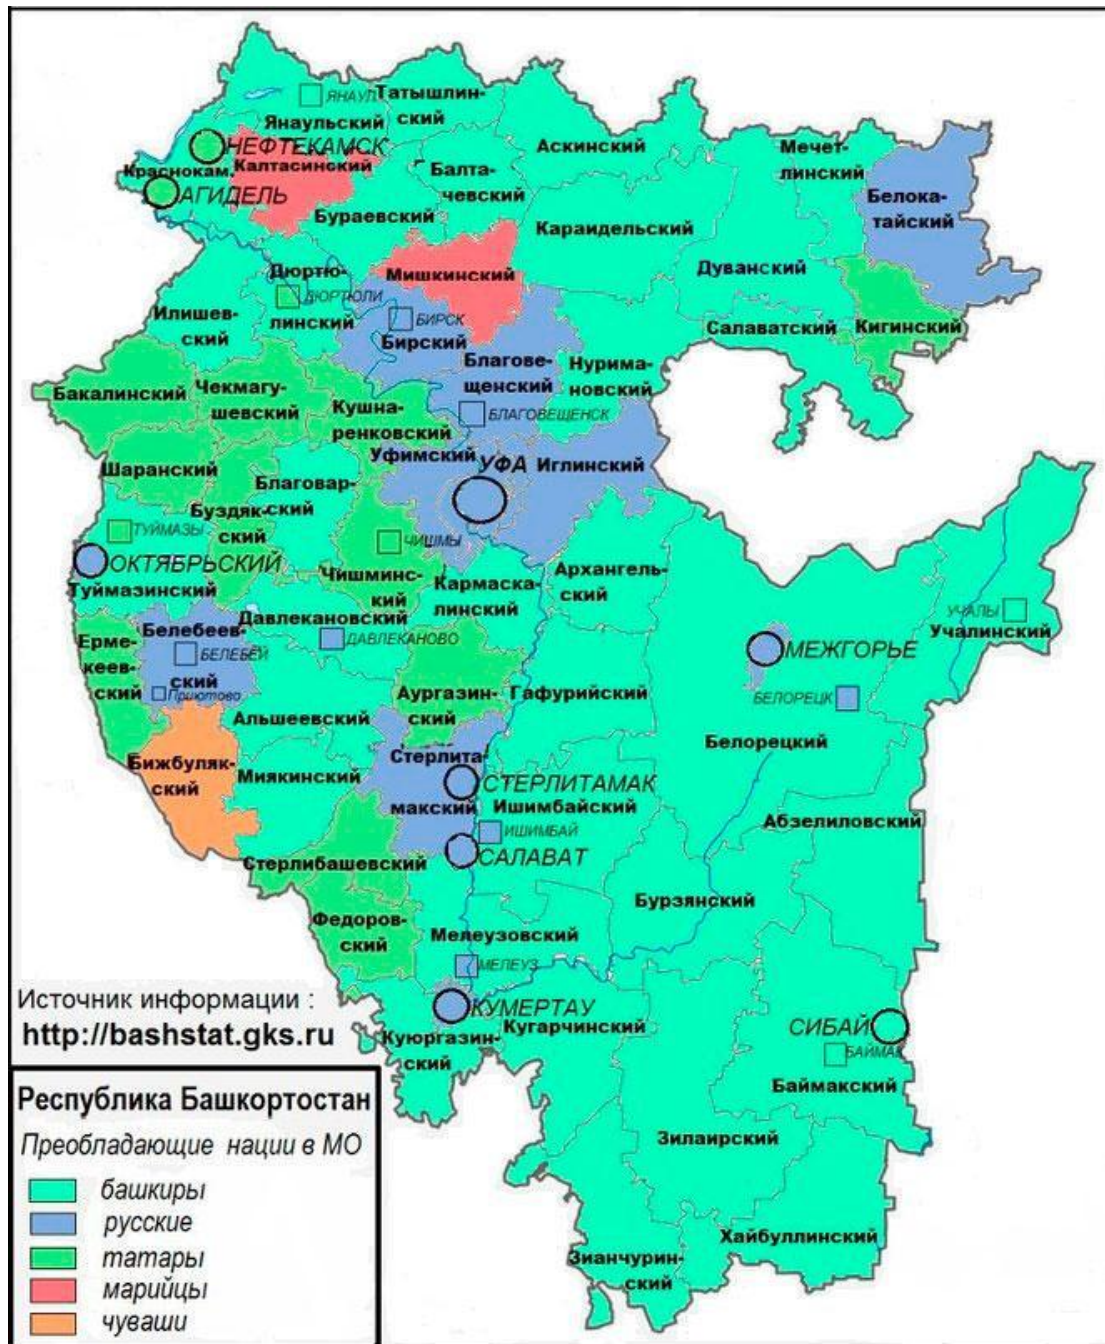 ЯНАУЛ
Татышлин-
ский
Янаульский
НЕФТЕКАМСК
Аскинский
Мечет-
линский
Краснокам.
Калтасинский
Балта-
чевский
АГИДЕЛЬ
Белока-
тайский
Бураевский
Караидельский
Мишкинский
Дуванский
Дюртю-
линский
ДЮРТЮЛИ
Илишев-
ский
БИРСК
Бирский
Салаватский
Кигинский
Благове-
щенский
Нурима-
новский
Бакалинский
Чекмагу-
шевский
Кушна-
ренковский
БЛАГОВЕЩЕНСК
Уфимский
УФА
Иглинский
Шаранский
Благовар-
ский
Буздяк-
ский
ТУЙМАЗЫ
ЧИШМЫ
ОКТЯБРЬСКИЙ
Туймазинский
Чишминс-
кий
Кармаска-
линский
Архангель-
ский
Давлекановский
ДАВЛЕКАНОВО
УЧАЛЫ
Учалинский
Ерме-
кеев-
ский
Белебеев-
ский
БЕЛЕБЕЙ
Приютово
МЕЖГОРЬЕ
БЕЛОРЕЦК
Аургазин-
ский
Гафурийский
Альшеевский
Белорецкий
Бижбуляк-
ский
Миякинский
Стерлита-
макский
СТЕРЛИТАМАК
Ишимбайский
ИШИМБАЙ
САЛАВАТ
Абзелиловский
Стерлибашевский
Бурзянский
Федоров-
ский
Мелеузовский
МЕЛЕУЗ
КУМЕРТАУ
Кугарчинский
Куюргазин-
ский
СИБАЙ
БАЙМАК
Баймакский
Зилаирский
Хайбуллинский
Зианчурин-
ский
Источник информации :
http://bashstat.gks.ru
Республика Башкортостан
Преобладающие нации в МО
башкиры
русские
татары
марийцы
чуваши